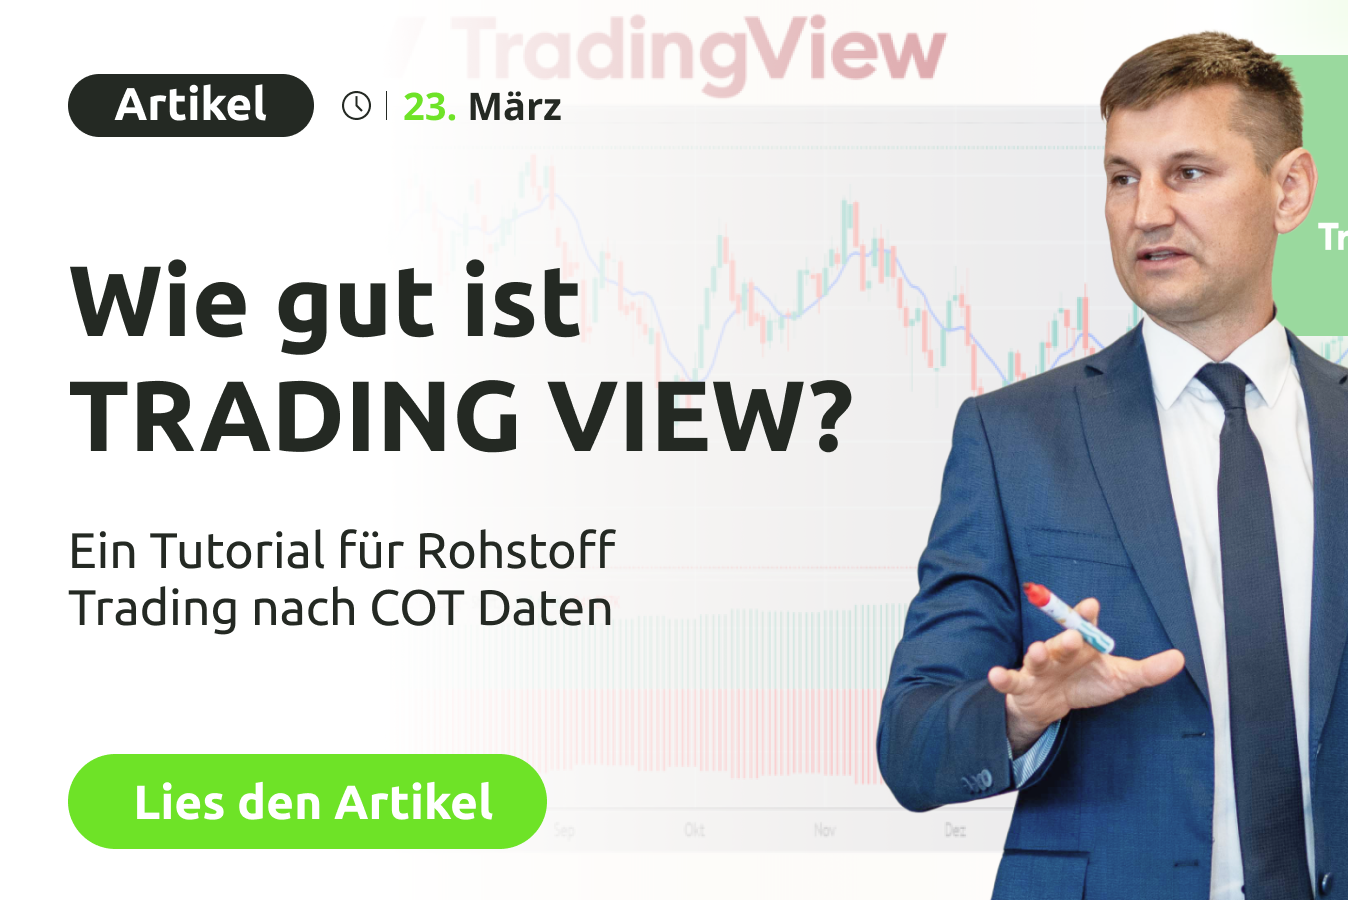 TradingView
Artikel
23. März
Tr
Wie gut ist
TRADING VIEW?
Ein Tutorial für Rohstoff
Trading nach COT Daten
Lies den Artikel
Sep Okt Nov Dez